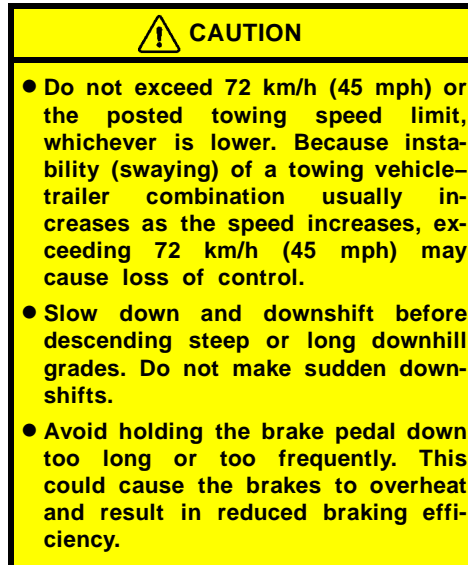 CAUTION
● Do not exceed 72 km/h (45 mph) or
the posted towing speed limit,
whichever is lower. Because insta-
bility (swaying) of a towing vehicle–
trailer combination usually in-
creases as the speed increases, ex-
ceeding 72 km/h (45 mph) may
cause loss of control.
● Slow down and downshift before
descending steep or long downhill
grades. Do not make sudden down-
shifts.
● Avoid holding the brake pedal down
too long or too frequently. This
could cause the brakes to overheat
and result in reduced braking effi-
ciency.